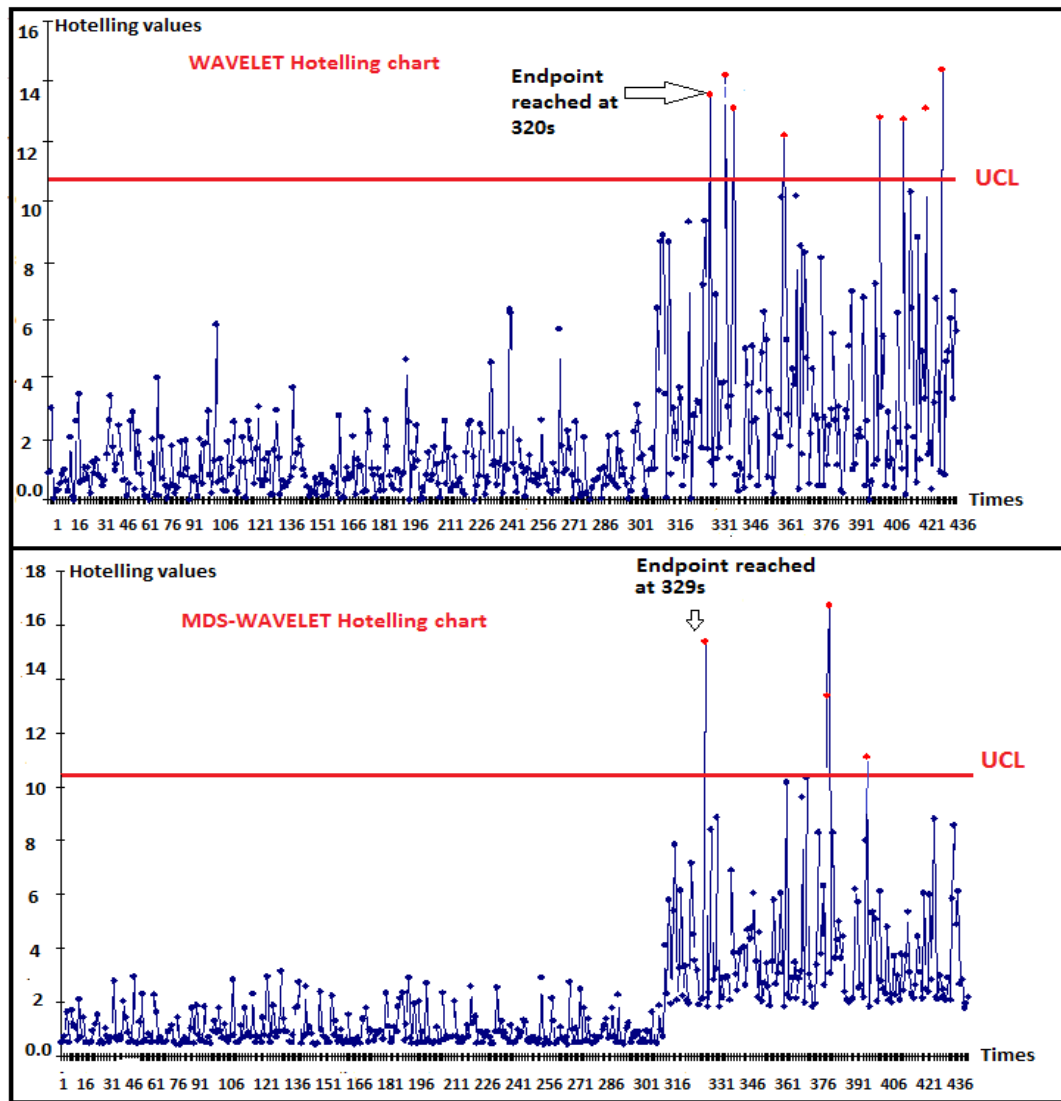 16
Hotelling values
WAVELET Hotelling chart
Endpoint
reached at
320s
14
12
UCL
10
8
6
4
2
0.0
Times
1 16 31 46 61 76 91 106 121 136 151 166 181 196 211 226 241 256 271 286 301 316 331 346 361 376 391 406 421 436
18
Hotelling values
Endpoint reached
at 329s
16
MDS-WAVELET Hotelling chart
14
12
UCL
10
8
6
4
2
0.0
Times
1 16 31 46 61 76 91 106 121 136 151 166 181 196 211 226 241 256 271 286 301 316 331 346 361 376 391 406 421 436